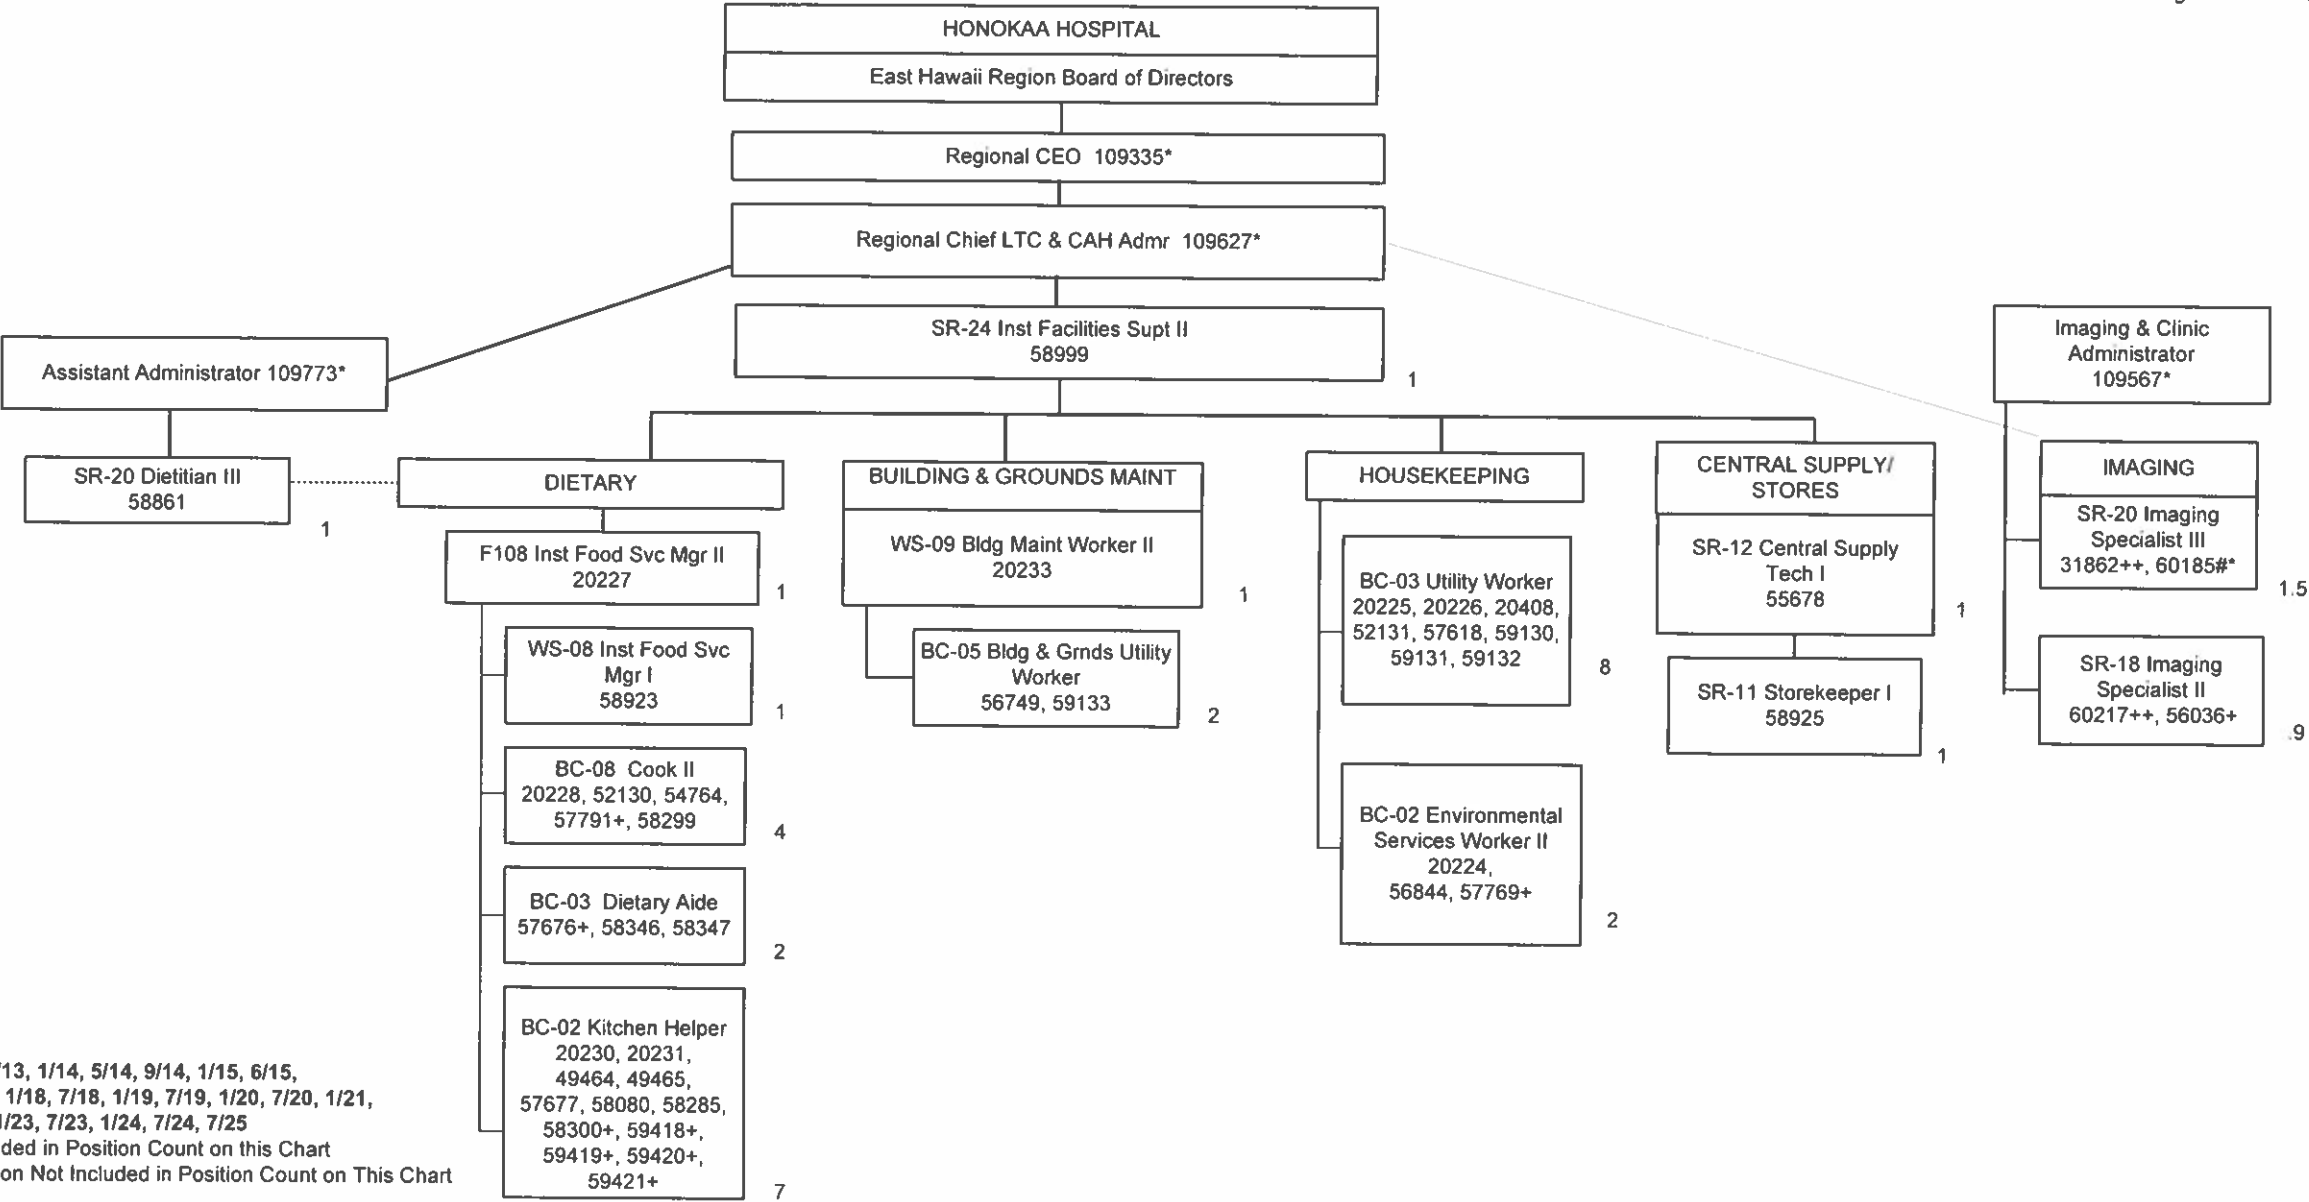 HONOKAA HOSPITAL
East Hawaii Region Board of Directors
Regional CEO 109335*
Regional Chief LTC & CAH Admr 109627*
SR-24 Inst Facilities Supt II
58999
1
Assistant Administrator 109773*
SR-20 Dietitian III
58861
1
DIETARY
F108 Inst Food Svc Mgr II
20227
1
WS-08 Inst Food Svc
Mgr I
58923
1
BC-08 Cook II
20228, 52130, 54764,
57791+, 58299
4
BC-03 Dietary Aide
57676+, 58346, 58347
2
BC-02 Kitchen Helper
20230, 20231,
49464, 49465,
57677, 58080, 58285,
58300+, 59418+,
59419+, 59420+,
59421+
7
BUILDING & GROUNDS MAINT
WS-09 Bldg Maint Worker II
20233
1
BC-05 Bldg & Grnds Utility
Worker
56749, 59133
2
HOUSEKEEPING
BC-03 Utility Worker
20225, 20226, 20408,
52131, 57618, 59130,
59131, 59132
8
BC-02 Environmental
Services Worker II
20224,
56844, 57769+
2
CENTRAL SUPPLY/
STORES
SR-12 Central Supply
Tech I
55678
1
SR-11 Storekeeper I
58925
1
Imaging & Clinic
Administrator
109567*
IMAGING
SR-20 Imaging
Specialist III
31862++, 60185#*
1.5
SR-18 Imaging
Specialist II
60217++, 56036+
.9
/13, 1/14, 5/14, 9/14, 1/15, 6/15,
1/18, 7/18, 1/19, 7/19, 1/20, 7/20, 1/21,
/23, 7/23, 1/24, 7/24, 7/25
ded in Position Count on this Chart
on Not Included in Position Count on This Chart